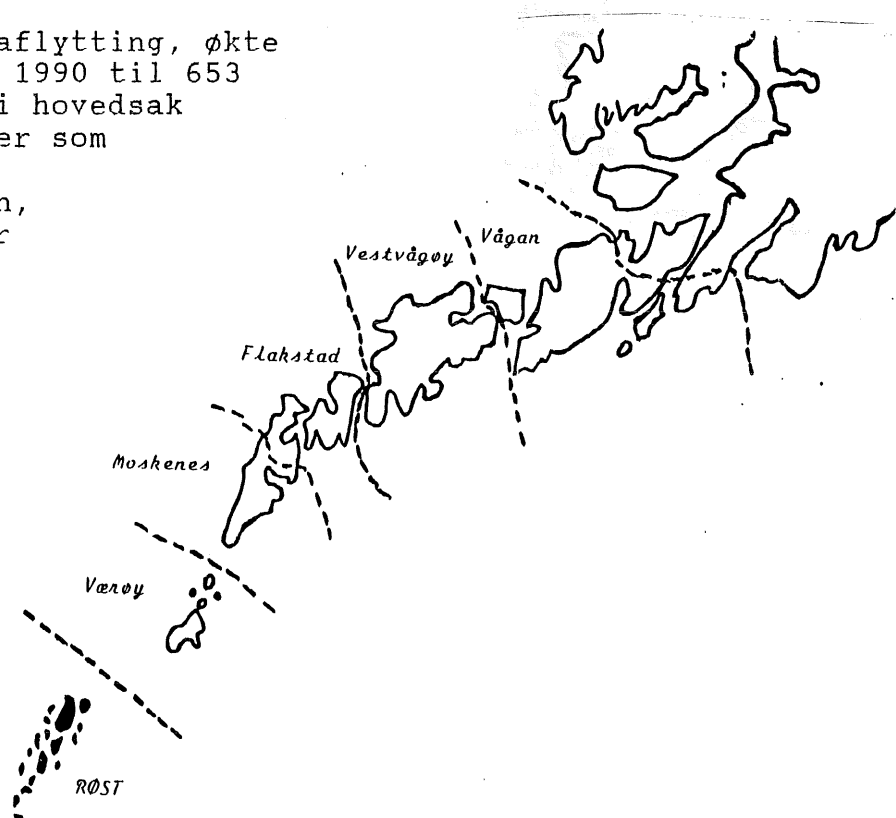 aflytting, økte
1990 til 653
i hovedsak
er som
n,
Vågan
Vestvågøy
Flakstad
Moskenes
Værøy
RØST